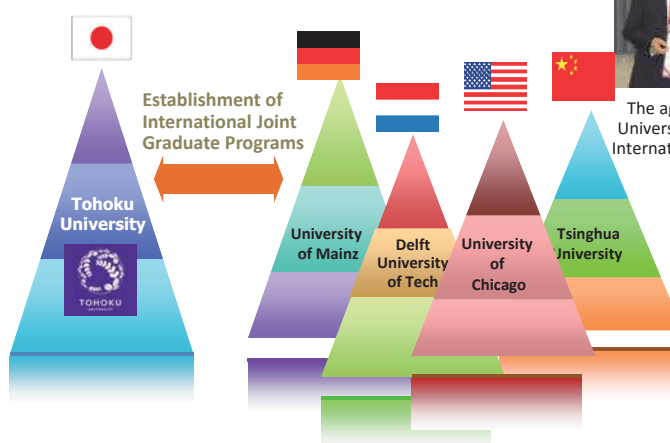 Establishment of
International Joint
Graduate Programs
Tohoku
University
TOHOKU
UNIVERSITY
University
of Mainz
Delft
University
of Tech
University
of
Chicago
Tsinghua
University
The ag
Univers
Internat